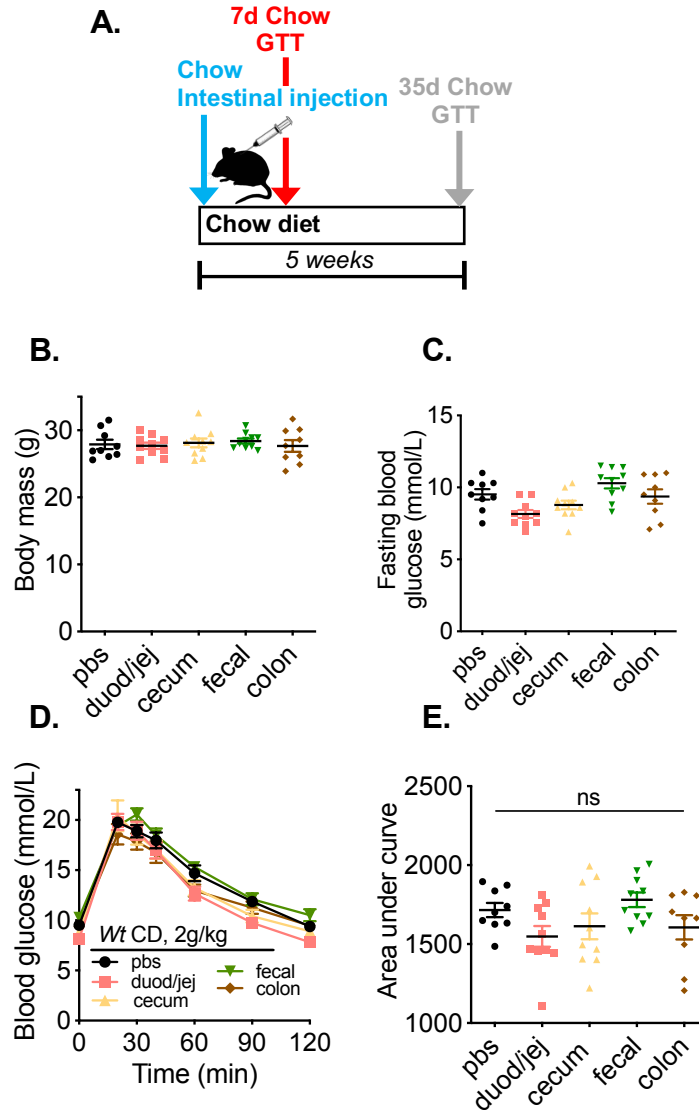 A.
7d Chow
GTT
Chow
Intestinal injection
35d Chow
GTT
Chow diet
5 weeks
B.
Body mass (g)
40
30
20
10
0
pbs
duod/jej
cecum
fecal
colon
C.
Fasting blood
glucose (mmol/L)
15
10
5
0
pbs
duod/jej
cecum
fecal
colon
D.
Blood glucose (mmol/L)
20
15
10
5
0
Wt CD, 2g/kg
pbs
duod/jej
cecum
fecal
colon
0
30
60
90
120
Time (min)
E.
Area under curve
2500
2000
1500
1000
ns
pbs
duod/jej
cecum
fecal
colon